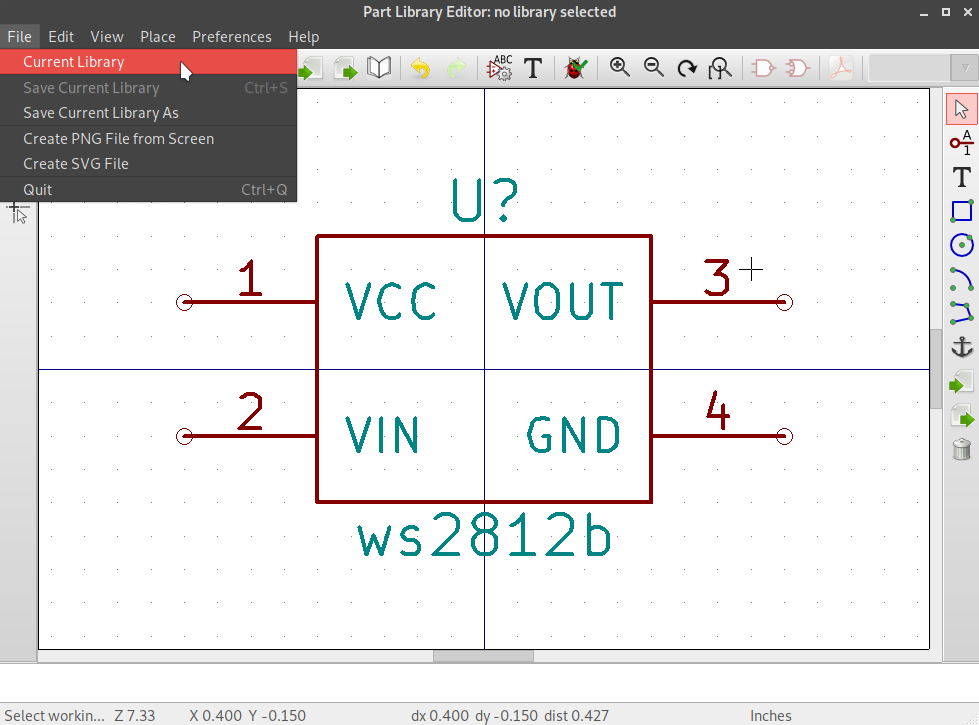 Part Library Editor: no library selected
File Edit View Place Preferences Help
Current Library
Save Current Library Ctrl+S
Save Current Library As
Create PNG File from Screen
Create SVG File
Quit Ctrl+Q
ABC
T
A
1
T
U?
1 VCC VOUT 3
2 VIN GND 4
ws2812b
Select workin... Z 7.33 X 0.400 Y -0.150 dx 0.400 dy -0.150 dist 0.427 Inches